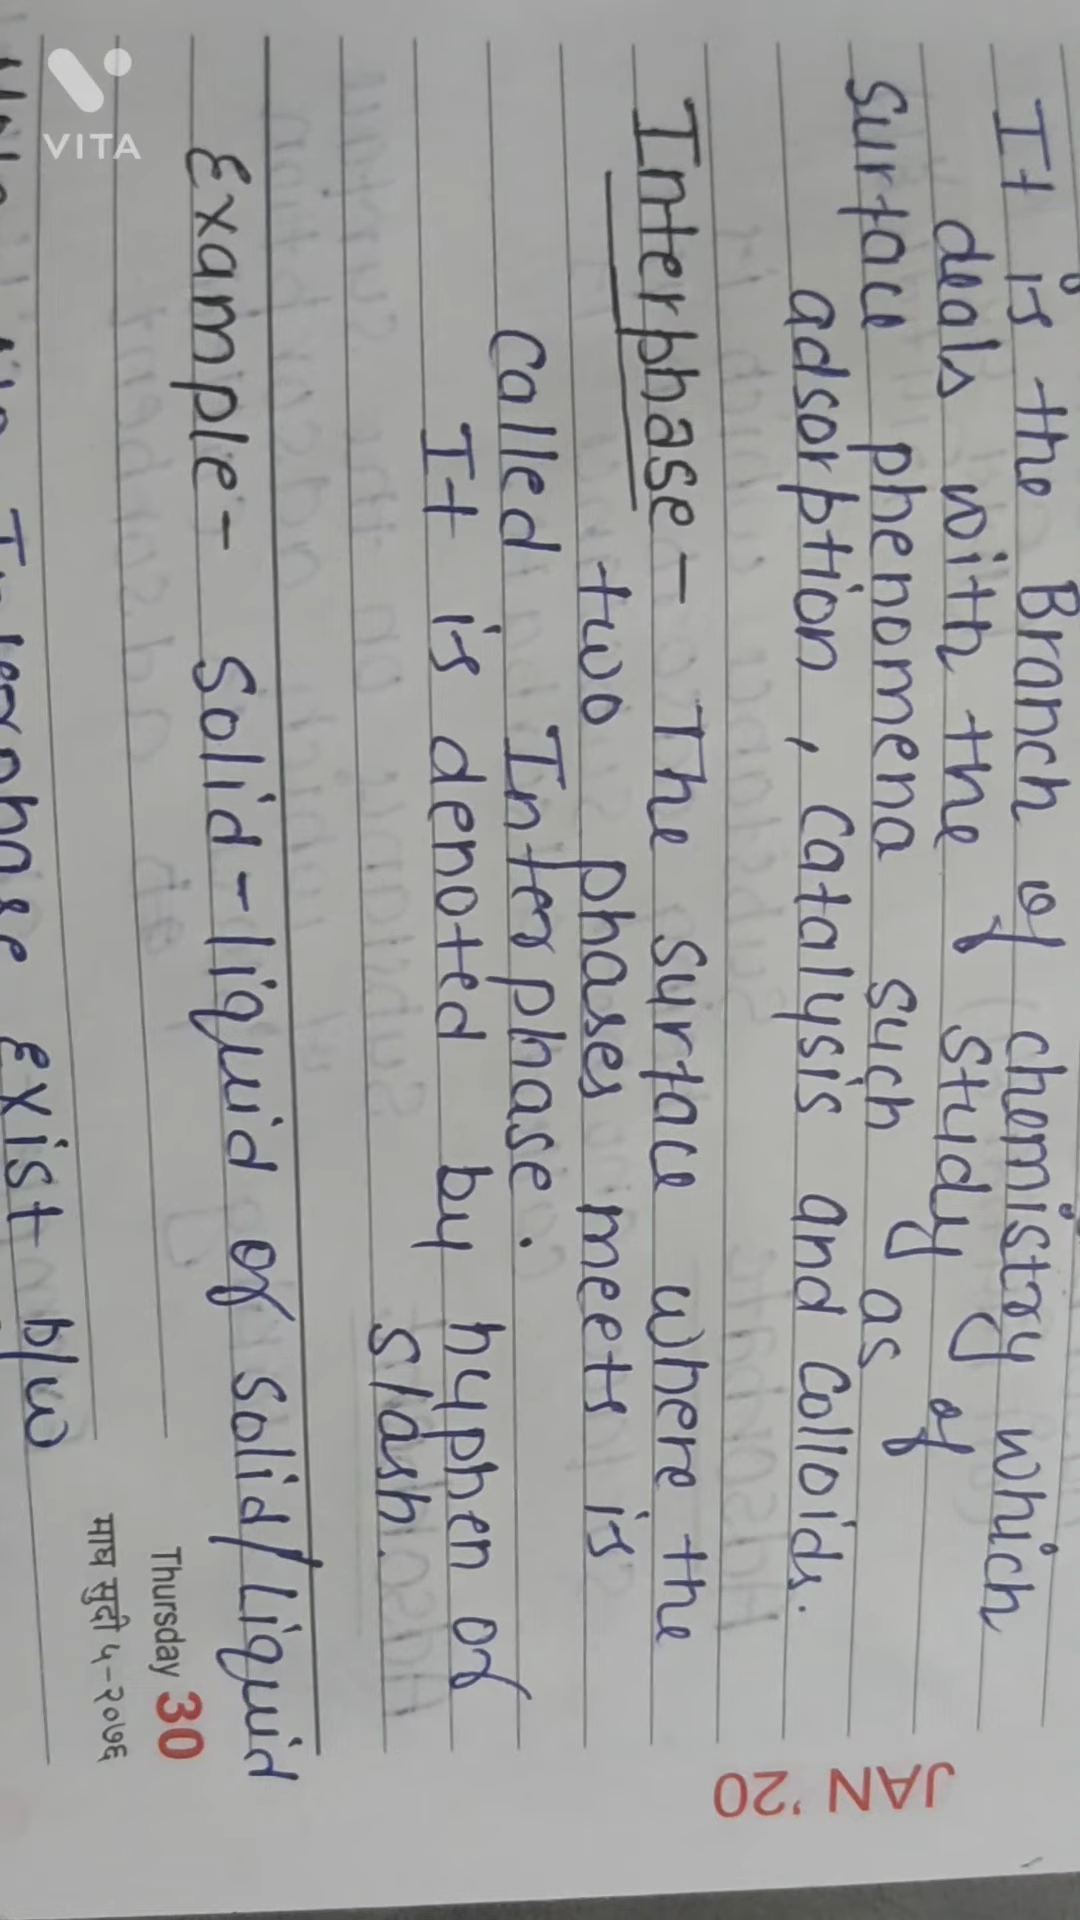 It is the Branch of chemistry which
deals with the study of
Surface phenomena such as
adsorption, catalysis and colloids.
Interphase - The surface where the
two phases meets is
called Interphase.
It is denoted by hyphen or
slash.
Example - Solid-liquid or solid/Liquid
Interphase Exist b/w
JAN '20
Thursday 30
माघ सुदी ५-२०७६
VITA